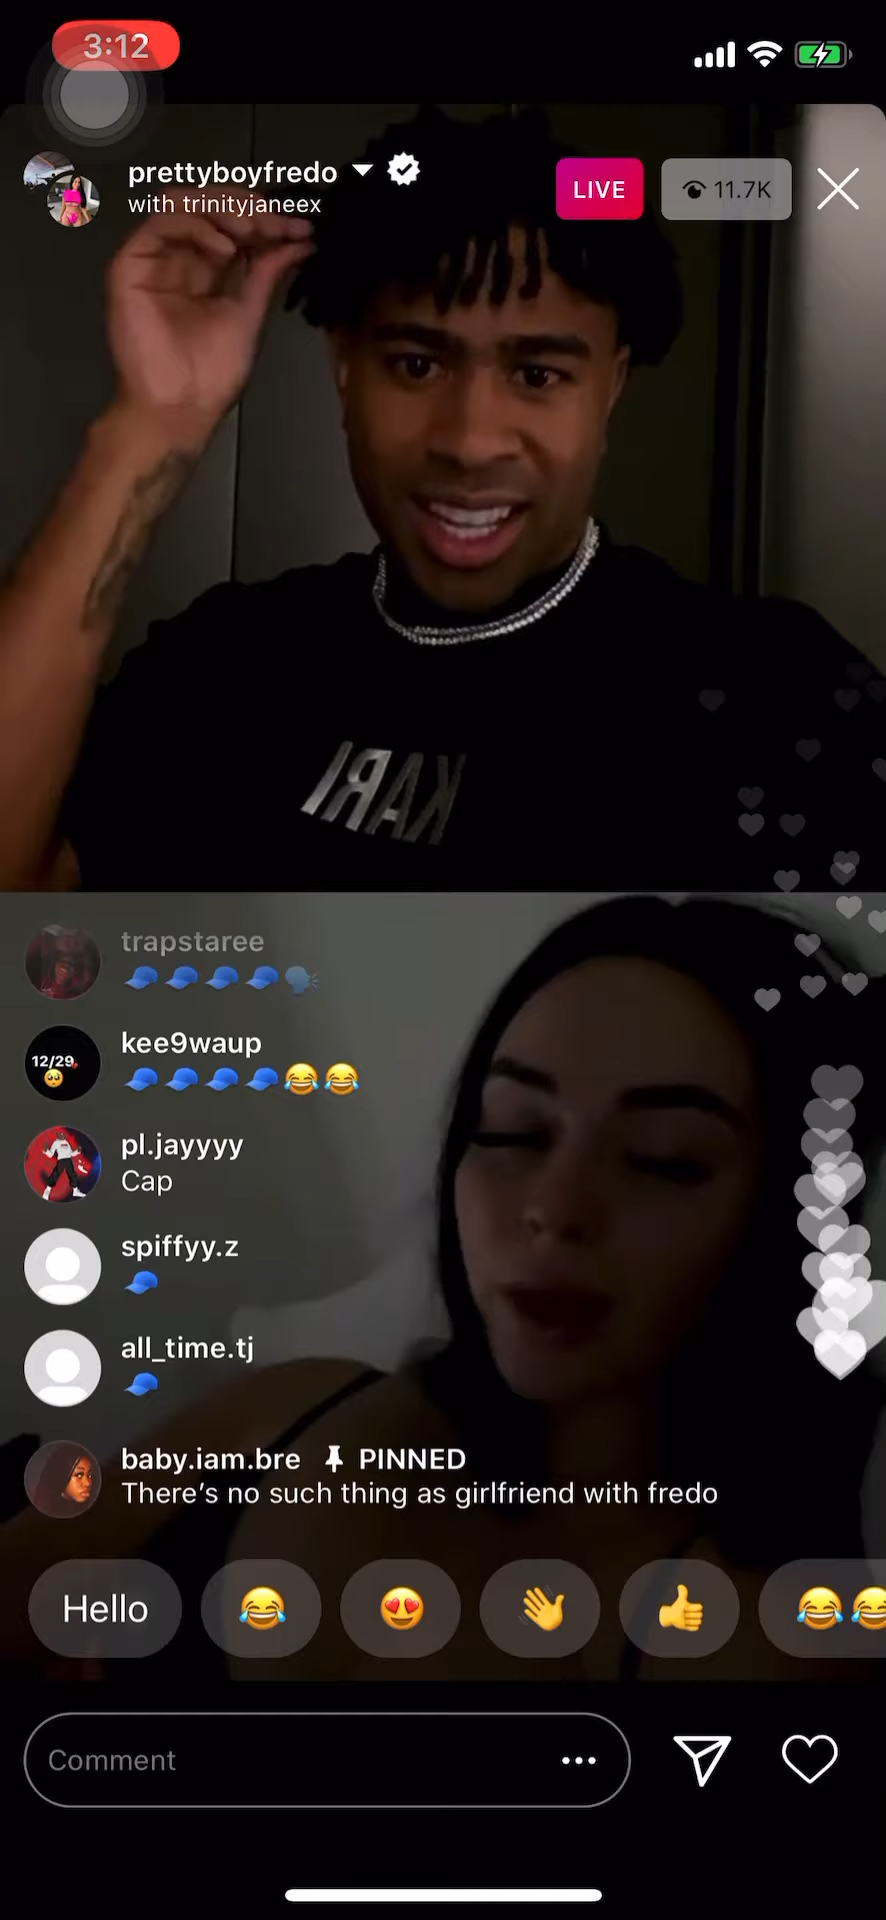 3:12
prettyboyfredo
with trinityjaneex
LIVE
11.7K
KARI
trapstaree
kee9waup
12/29
pl.jayyyy
Cap
spiffyy.z
all_time.tj
baby.iam.bre PINNED
There's no such thing as girlfriend with fredo
Hello
Comment